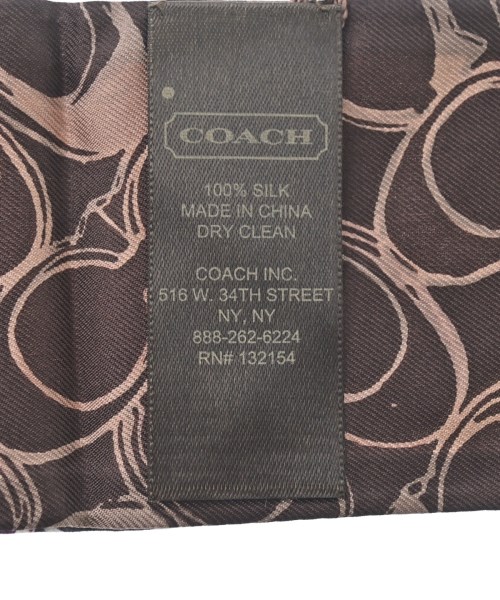 COACH
100% SILK
MADE IN CHINA
DRY CLEAN
COACH INC.
516 W. 34TH STREET
NY, NY
888-262-6224
RN# 132154